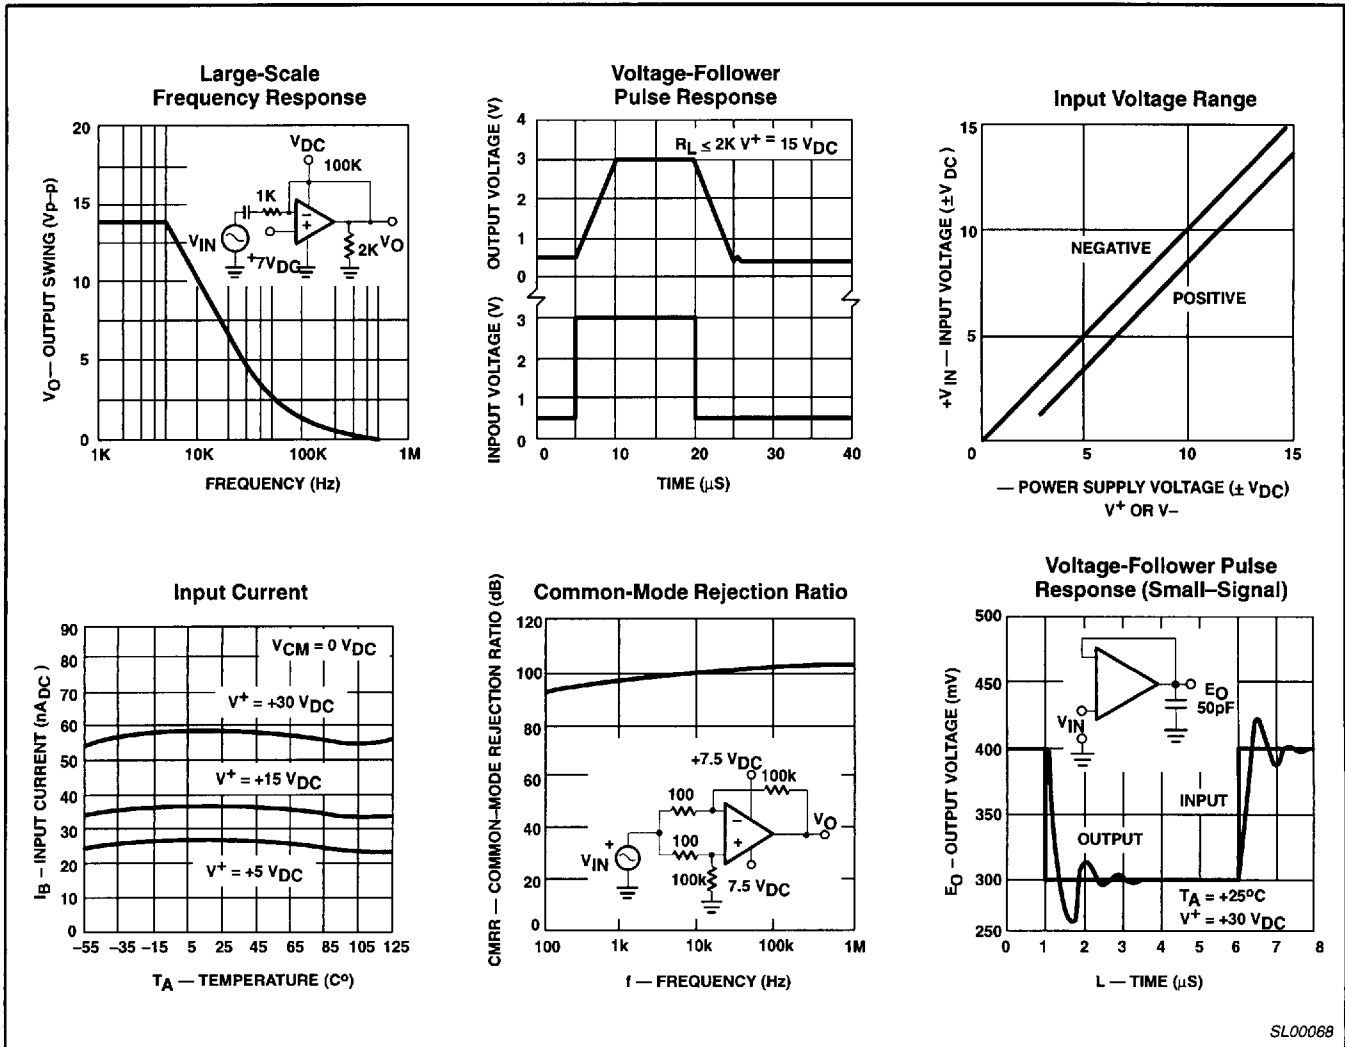 Large-Scale
Frequency Response
VO — OUTPUT SWING (Vp–p)
20
15
10
5
0
1K
10K
100K
1M
FREQUENCY (Hz)
VDC
100K
1K
–
+
VIN
+7VDC
2K
VO
Voltage-Follower
Pulse Response
OUTPUT VOLTAGE (V)
4
3
2
1
0
RL ≤ 2K V+ = 15 VDC
INPOUT VOLTAGE (V)
3
2
1
0
0
10
20
30
40
TIME (µS)
Input Voltage Range
+VIN — INPUT VOLTAGE (±VDC)
15
10
5
0
NEGATIVE
POSITIVE
5
10
15
— POWER SUPPLY VOLTAGE (± VDC)
V+ OR V–
Input Current
IB – INPUT CURRENT (nADC)
90
80
70
60
50
40
30
20
10
0
VCM = 0 VDC
V+ = +30 VDC
V+ = +15 VDC
V+ = +5 VDC
–55
–35
–15
5
25
45
65
85
105
125
TA — TEMPERATURE (Co)
Common-Mode Rejection Ratio
CMRR — COMMON–MODE REJECTION RATIO (dB)
120
100
80
60
40
20
0
+7.5 VDC
100k
100
–
VO
+
100
+
VIN
100k
7.5 VDC
100
1k
10k
100k
1M
f — FREQUENCY (Hz)
Voltage-Follower Pulse
Response (Small–Signal)
EO – OUTPUT VOLTAGE (mV)
500
450
400
350
300
250
EO
50pF
VIN
INPUT
OUTPUT
TA = +25oC
V+ = +30 VDC
0
1
2
3
4
5
6
7
8
L — TIME (µS)
SL00068